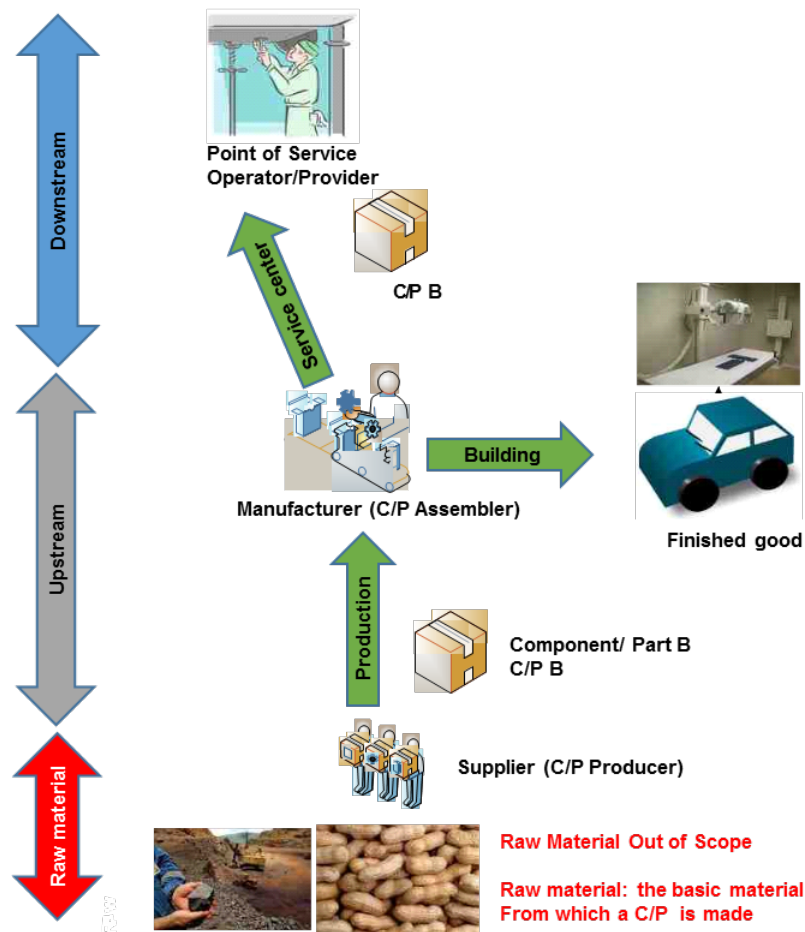 Downstream
Point of Service
Operator/Provider
Service center
C/P B
Building
Manufacturer (C/P Assembler)
Finished good
Upstream
Production
Component/ Part B
C/P B
Supplier (C/P Producer)
Raw material
Raw Material Out of Scope
Raw material: the basic material
From which a C/P is made